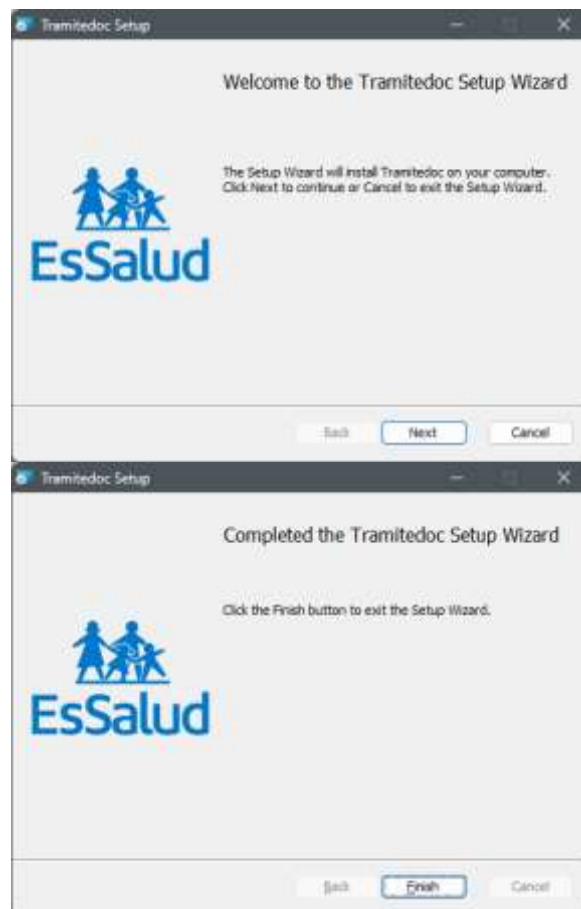 Tramitedoc Setup
Welcome to the Tramitedoc Setup Wizard
The Setup Wizard will install Tramitedoc on your computer.
Click Next to continue or Cancel to exit the Setup Wizard.
EsSalud
Back Next Cancel
Tramitedoc Setup
Completed the Tramitedoc Setup Wizard
Click the Finish button to exit the Setup Wizard.
EsSalud
Back Finish Cancel